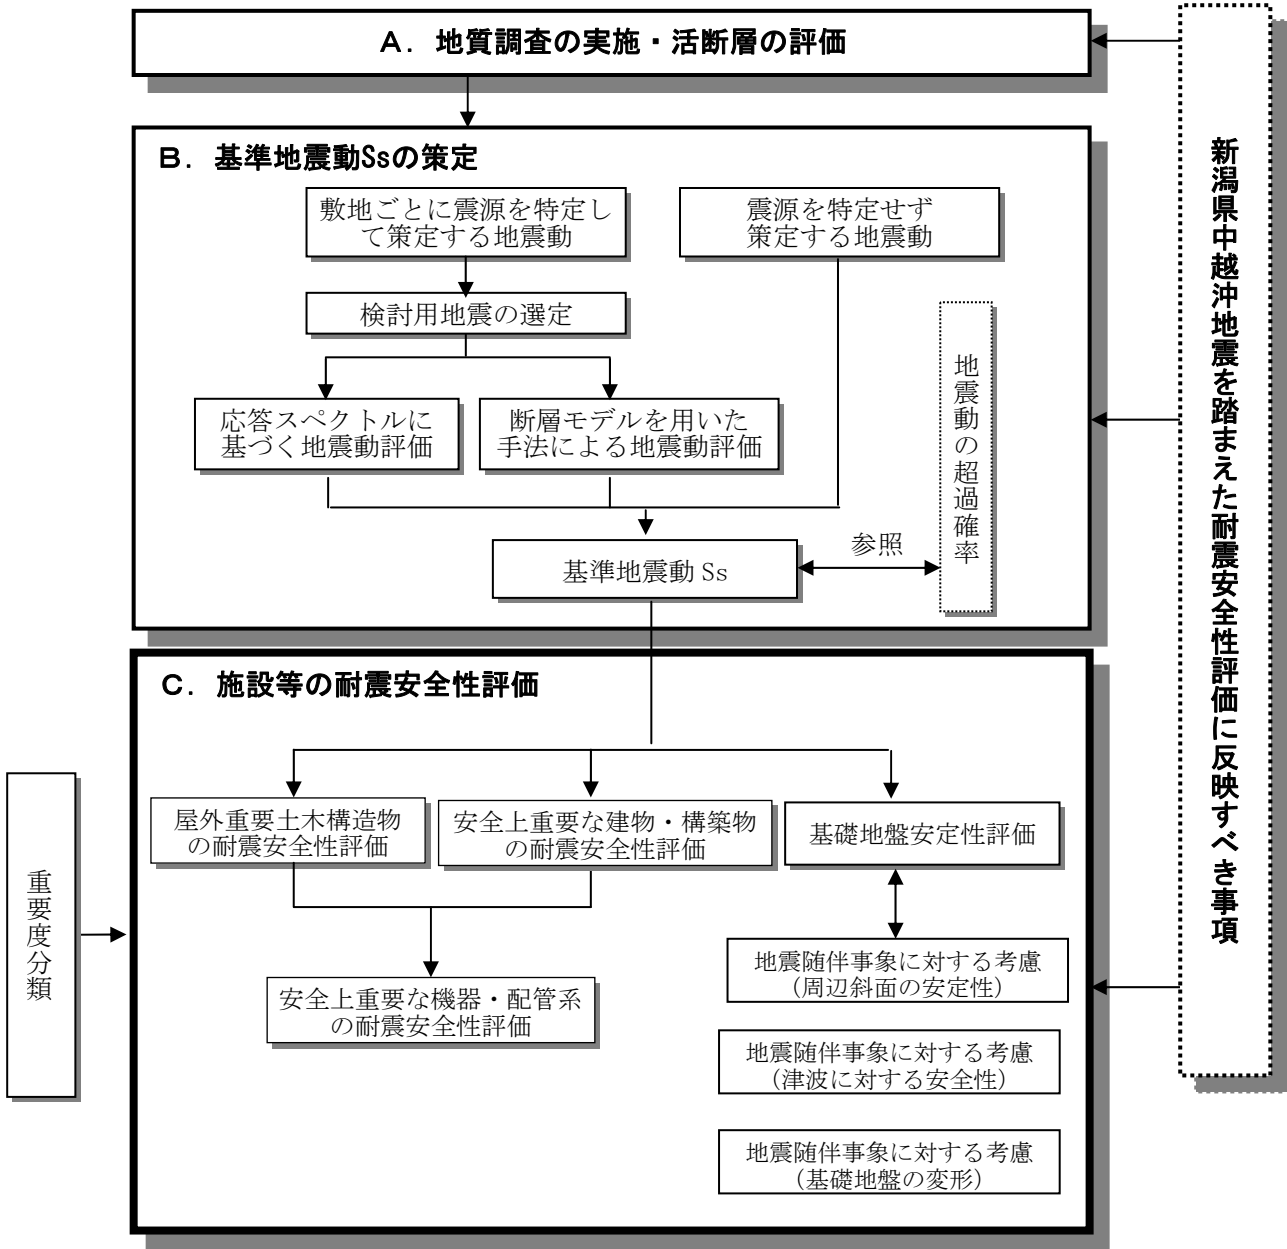 A．地質調査の実施・活断層の評価
B．基準地震動Ssの策定
敷地ごとに震源を特定し
て策定する地震動
震源を特定せず
策定する地震動
検討用地震の選定
応答スペクトルに
基づく地震動評価
断層モデルを用いた
手法による地震動評価
地震動の超過確率
参照
基準地震動 Ss
C．施設等の耐震安全性評価
屋外重要土木構造物
の耐震安全性評価
安全上重要な建物・構築物
の耐震安全性評価
基礎地盤安定性評価
安全上重要な機器・配管系
の耐震安全性評価
地震随伴事象に対する考慮
（周辺斜面の安定性）
地震随伴事象に対する考慮
（津波に対する安全性）
地震随伴事象に対する考慮
（基礎地盤の変形）
重要度分類
新潟県中越沖地震を踏まえた耐震安全性評価に反映すべき事項